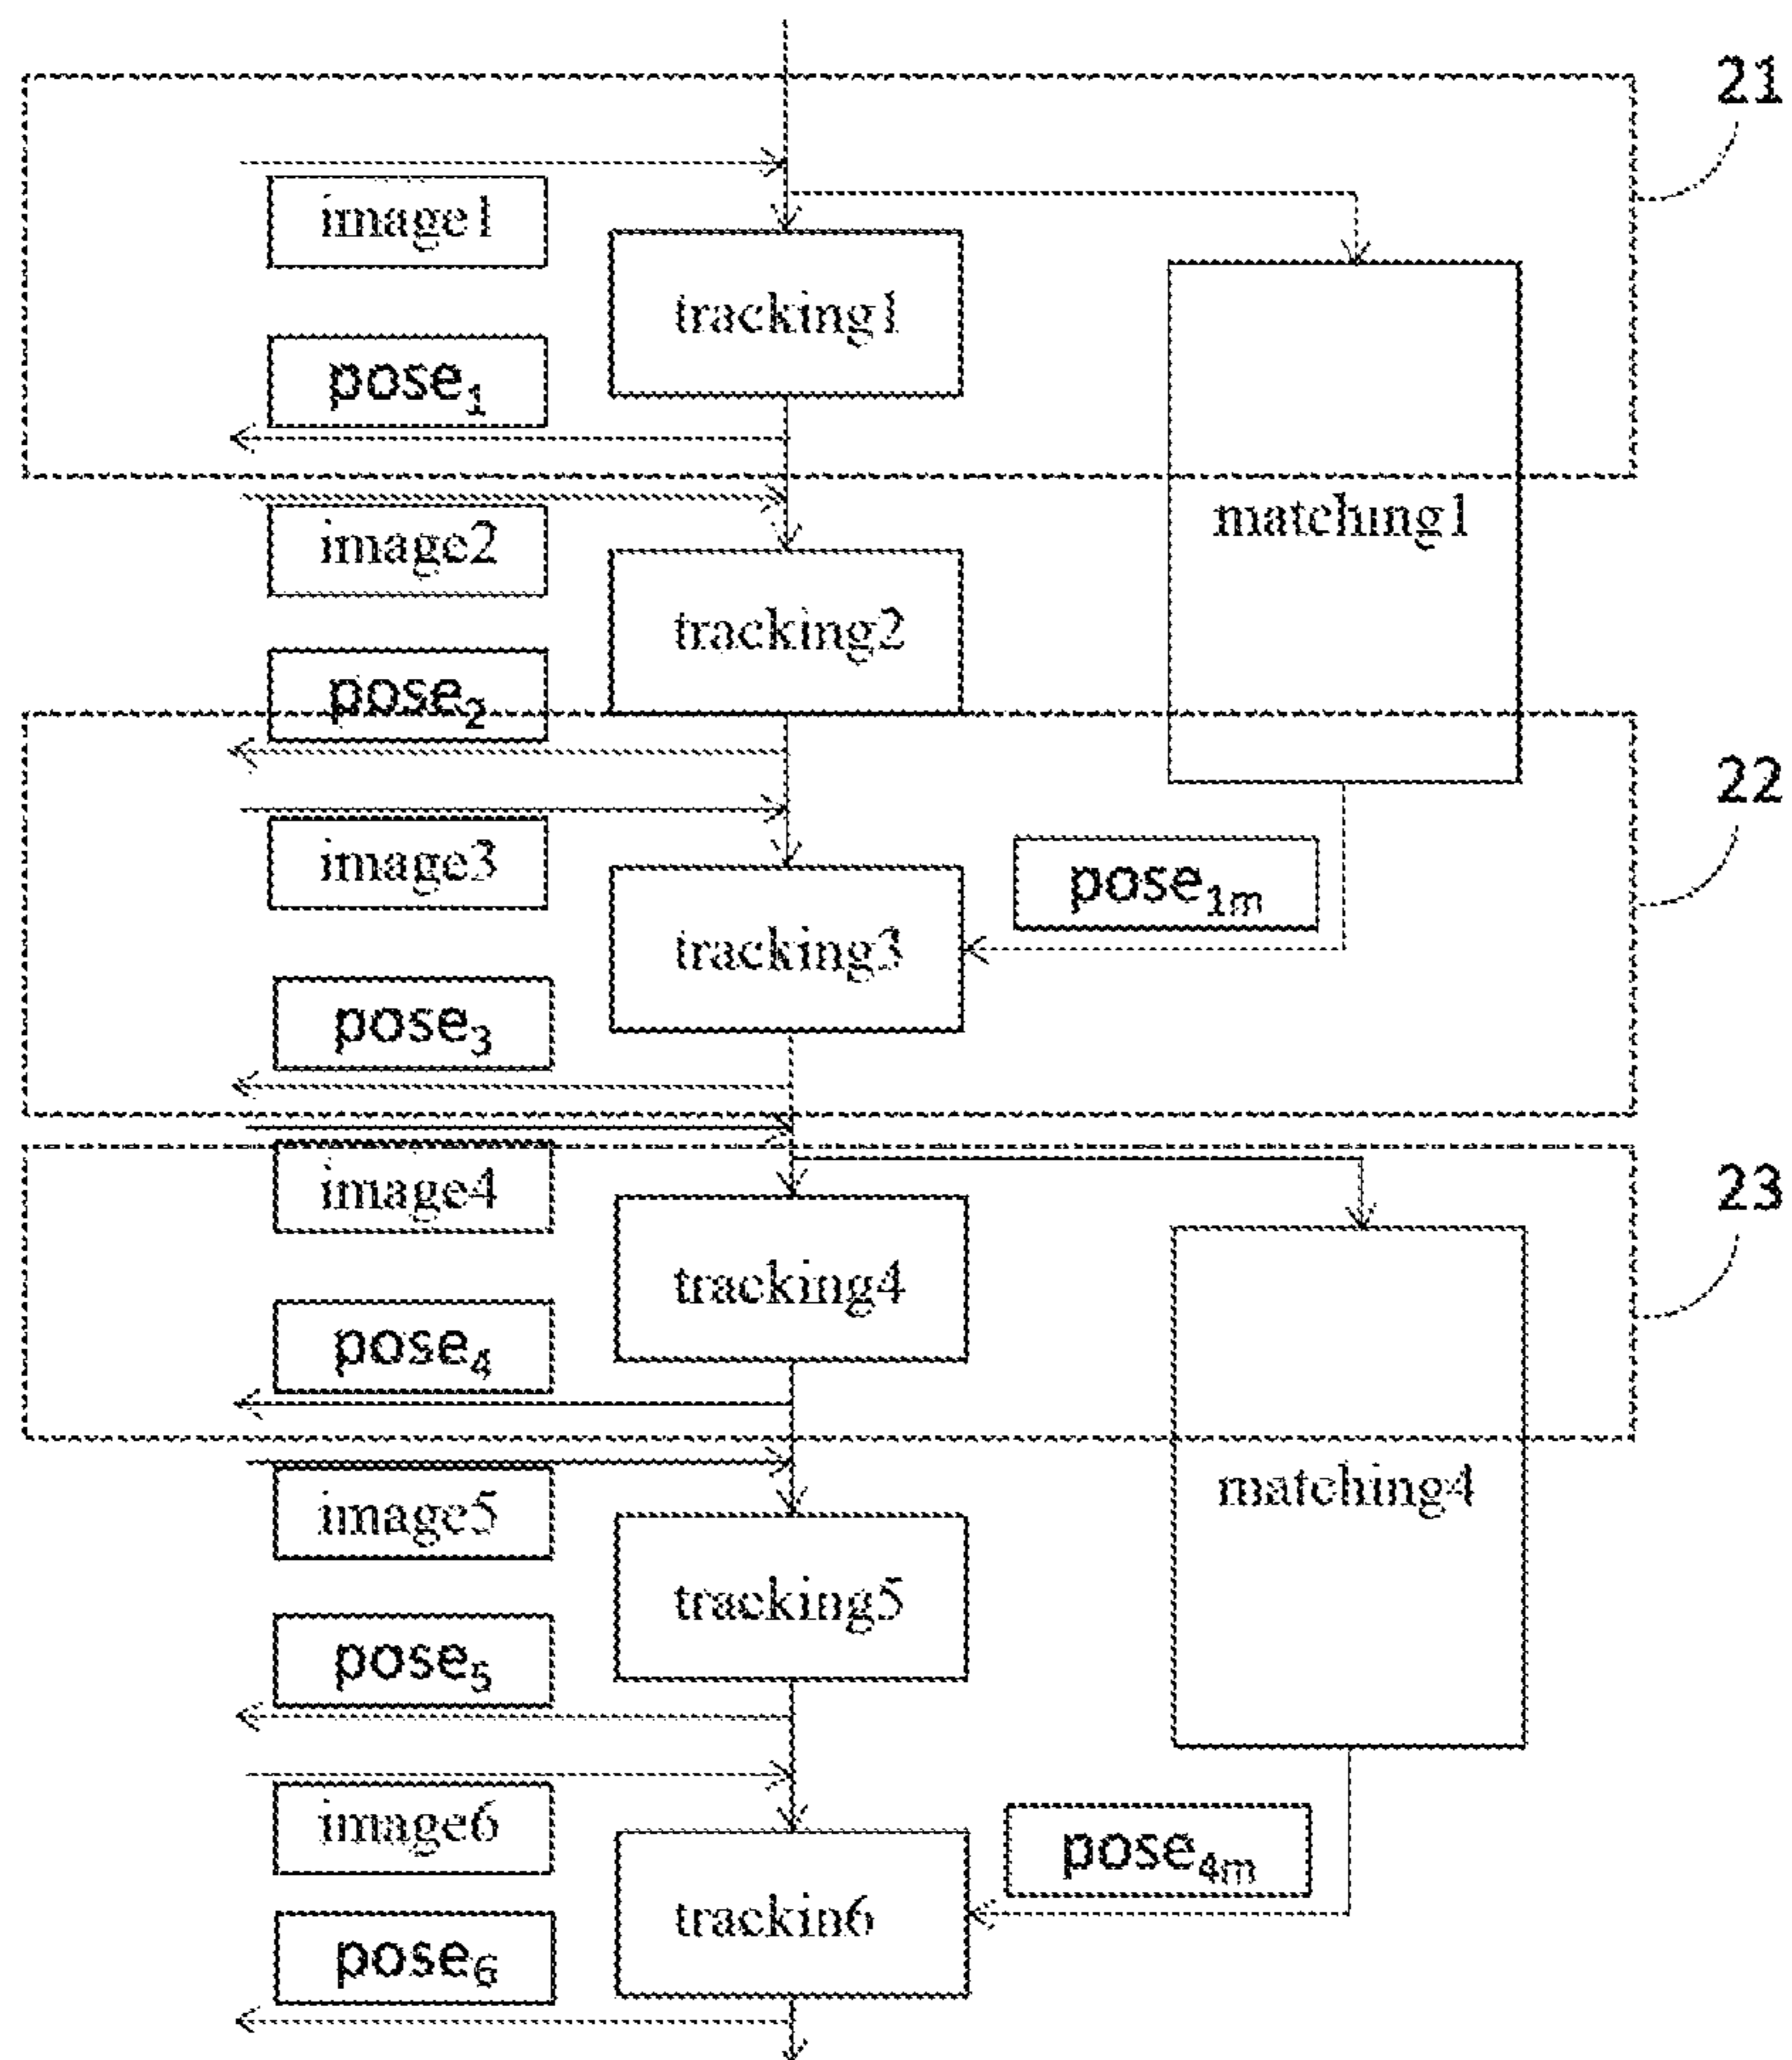 21
image1
tracking1
pose1
matching1
image2
tracking2
pose2
22
image3
pose1m
tracking3
pose3
23
image4
tracking4
pose4
matching4
image5
tracking5
pose5
image6
pose4m
trackin6
pose6